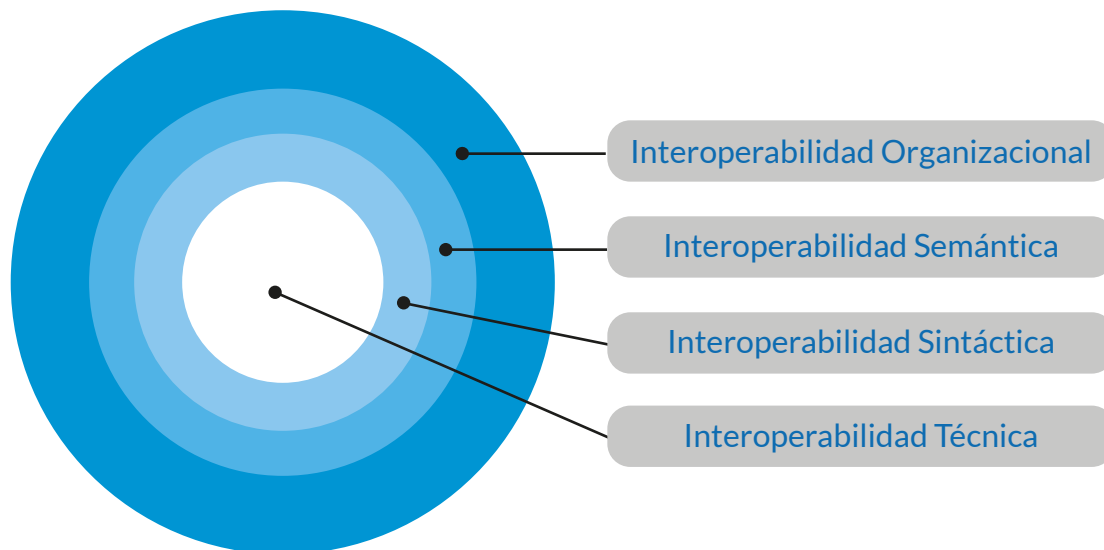 Interoperabilidad Organizacional
Interoperabilidad Semántica
Interoperabilidad Sintáctica
Interoperabilidad Técnica